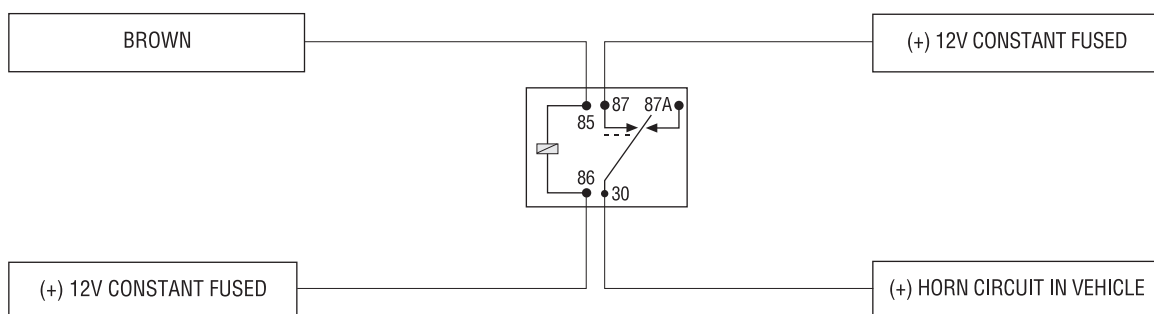 BROWN
(+) 12V CONSTANT FUSED
87 87A
85
86
30
(+) 12V CONSTANT FUSED
(+) HORN CIRCUIT IN VEHICLE